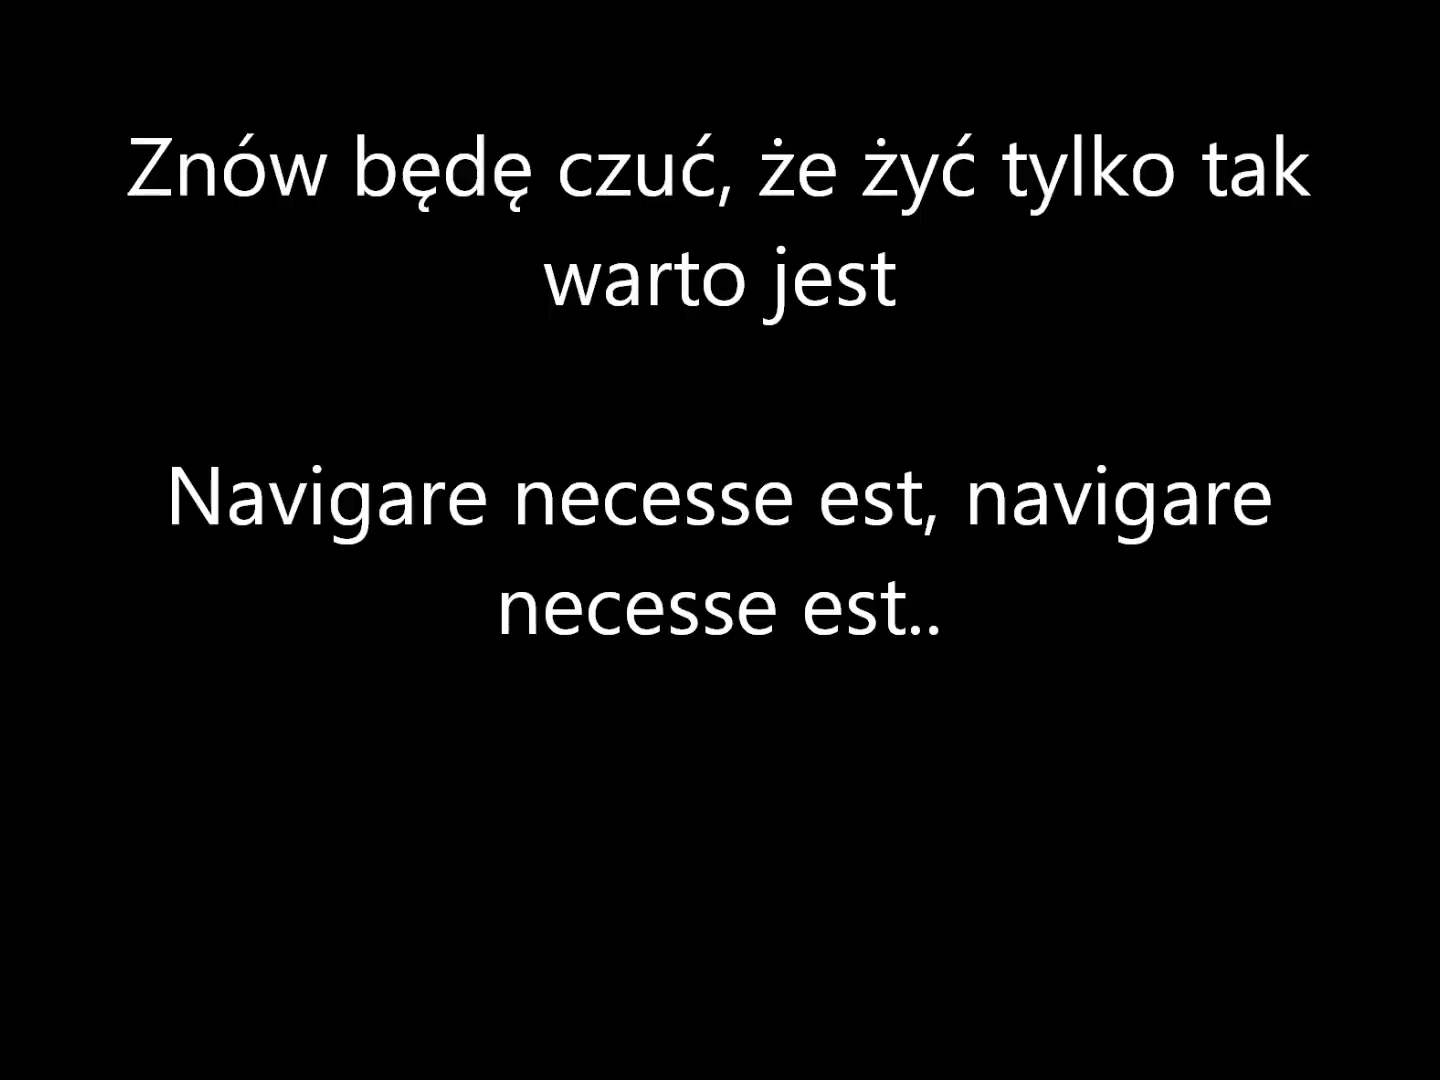 Znów będę czuć, że żyć tylko tak
warto jest
Navigare necesse est, navigare
necesse est..